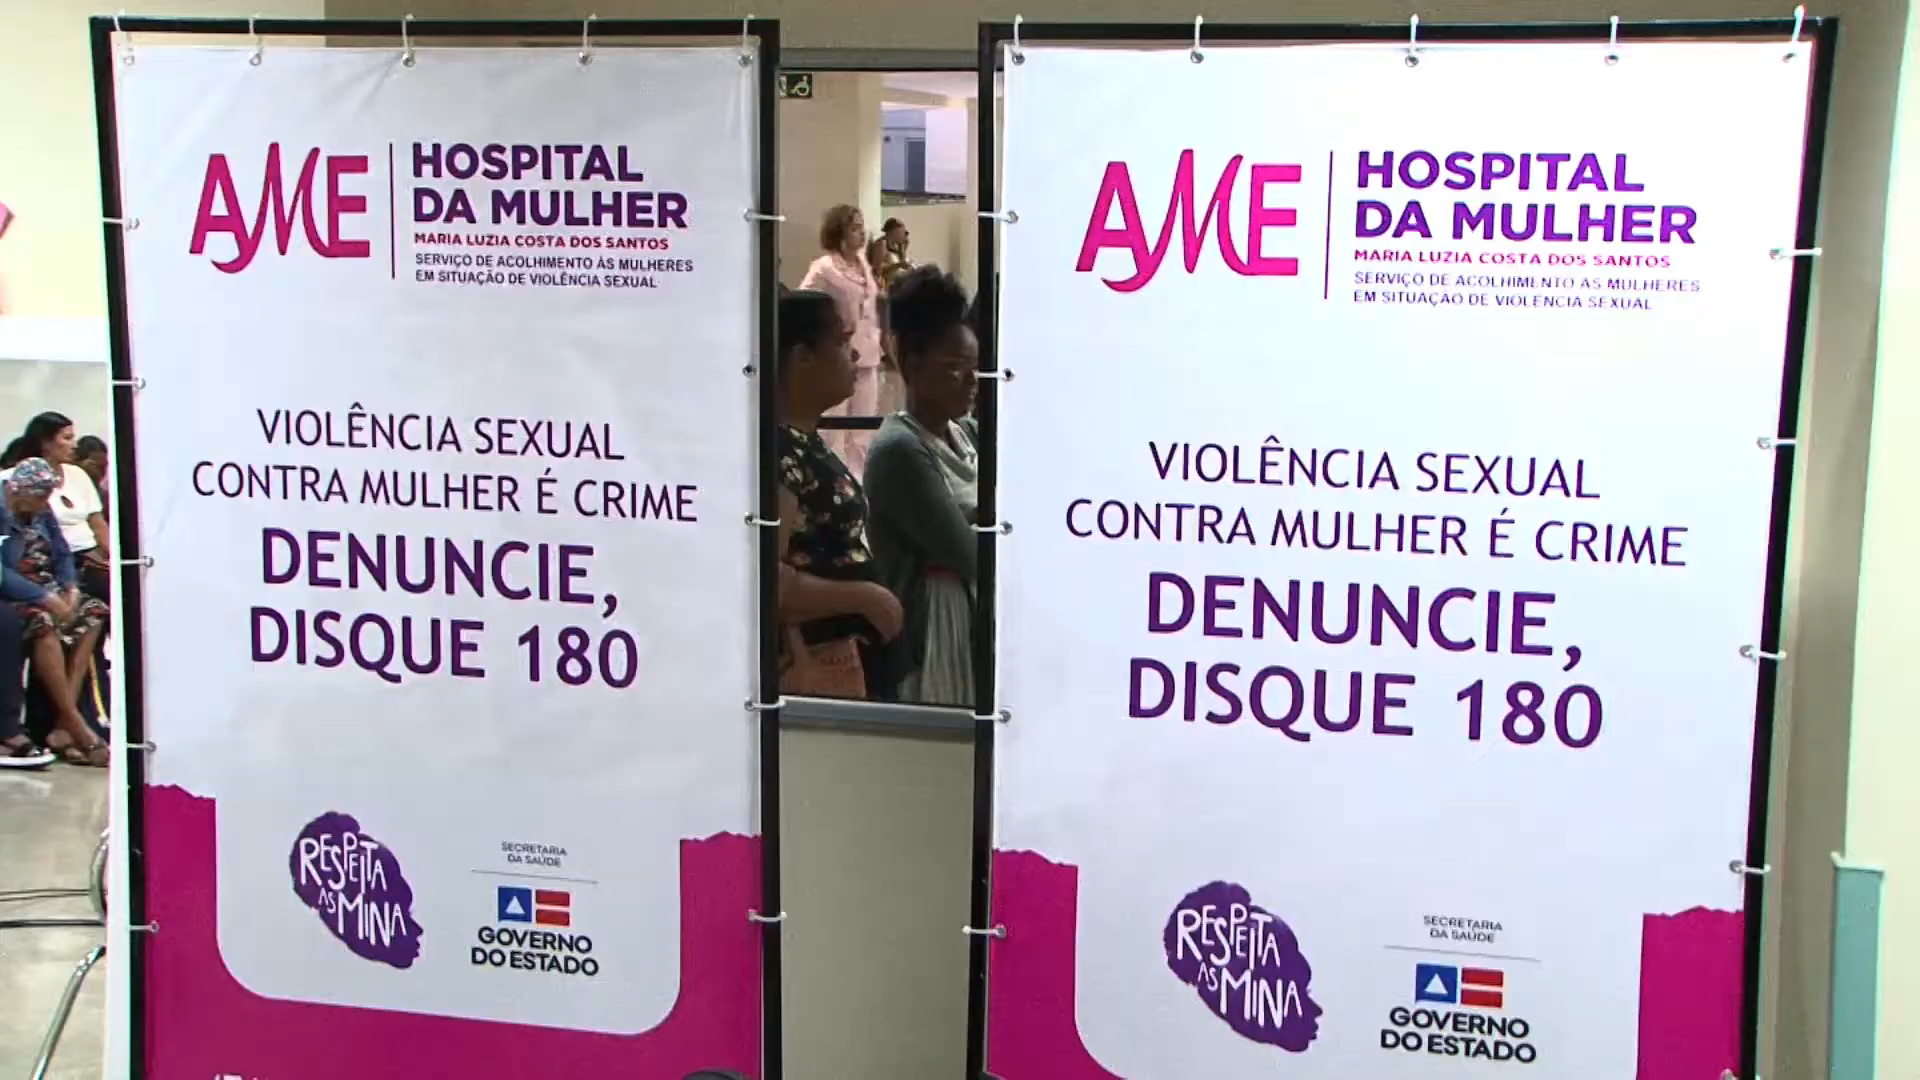 AME
HOSPITAL
DA MULHER
MARIA LUZIA COSTA DOS SANTOS
SERVIÇO DE ACOLHIMENTO ÀS MULHERES
EM SITUAÇÃO DE VIOLÊNCIA SEXUAL
VIOLÊNCIA SEXUAL
CONTRA MULHER É CRIME
DENUNCIE,
DISQUE 180
RESPEITA
AS MINA
SECRETARIA
DA SAÚDE
GOVERNO
DO ESTADO
AME
HOSPITAL
DA MULHER
MARIA LUZIA COSTA DOS SANTOS
SERVIÇO DE ACOLHIMENTO ÀS MULHERES
EM SITUAÇÃO DE VIOLÊNCIA SEXUAL
VIOLÊNCIA SEXUAL
CONTRA MULHER É CRIME
DENUNCIE,
DISQUE 180
RESPEITA
AS MINA
SECRETARIA
DA SAÚDE
GOVERNO
DO ESTADO